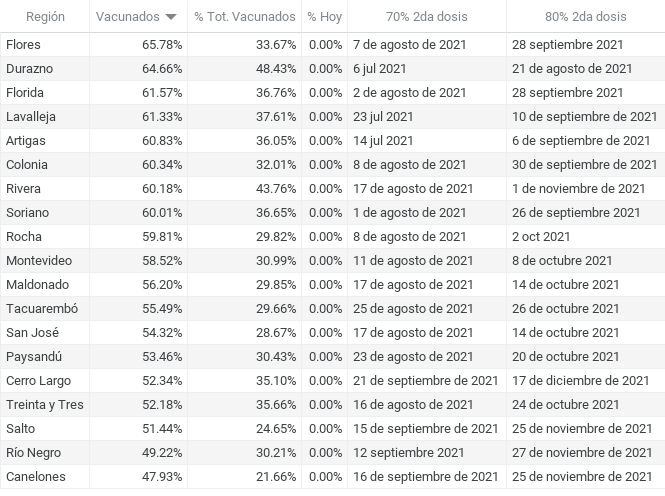 Región Vacunados % Tot. Vacunados % Hoy 70% 2da dosis 80% 2da dosis
Flores 65.78% 33.67% 0.00% 7 de agosto de 2021 28 septiembre 2021
Durazno 64.66% 48.43% 0.00% 6 jul 2021 21 de agosto de 2021
Florida 61.57% 36.76% 0.00% 2 de agosto de 2021 28 septiembre 2021
Lavalleja 61.33% 37.61% 0.00% 23 jul 2021 10 de septiembre de 2021
Artigas 60.83% 36.05% 0.00% 14 jul 2021 6 de septiembre de 2021
Colonia 60.34% 32.01% 0.00% 8 de agosto de 2021 30 de septiembre de 2021
Rivera 60.18% 43.76% 0.00% 17 de agosto de 2021 1 de noviembre de 2021
Soriano 60.01% 36.65% 0.00% 1 de agosto de 2021 26 de septiembre de 2021
Rocha 59.81% 29.82% 0.00% 8 de agosto de 2021 2 oct 2021
Montevideo 58.52% 30.99% 0.00% 11 de agosto de 2021 8 de octubre de 2021
Maldonado 56.20% 29.85% 0.00% 17 de agosto de 2021 14 de octubre de 2021
Tacuarembó 55.49% 29.66% 0.00% 25 de agosto de 2021 26 de octubre de 2021
San José 54.32% 28.67% 0.00% 17 de agosto de 2021 14 de octubre de 2021
Paysandú 53.46% 30.43% 0.00% 23 de agosto de 2021 20 de octubre de 2021
Cerro Largo 52.34% 35.10% 0.00% 21 de septiembre de 2021 17 de diciembre de 2021
Treinta y Tres 52.18% 35.66% 0.00% 16 de agosto de 2021 24 de octubre de 2021
Salto 51.44% 24.65% 0.00% 15 de septiembre de 2021 25 de noviembre de 2021
Río Negro 49.22% 30.21% 0.00% 12 septiembre 2021 27 de noviembre de 2021
Canelones 47.93% 21.66% 0.00% 16 de septiembre de 2021 25 de noviembre de 2021